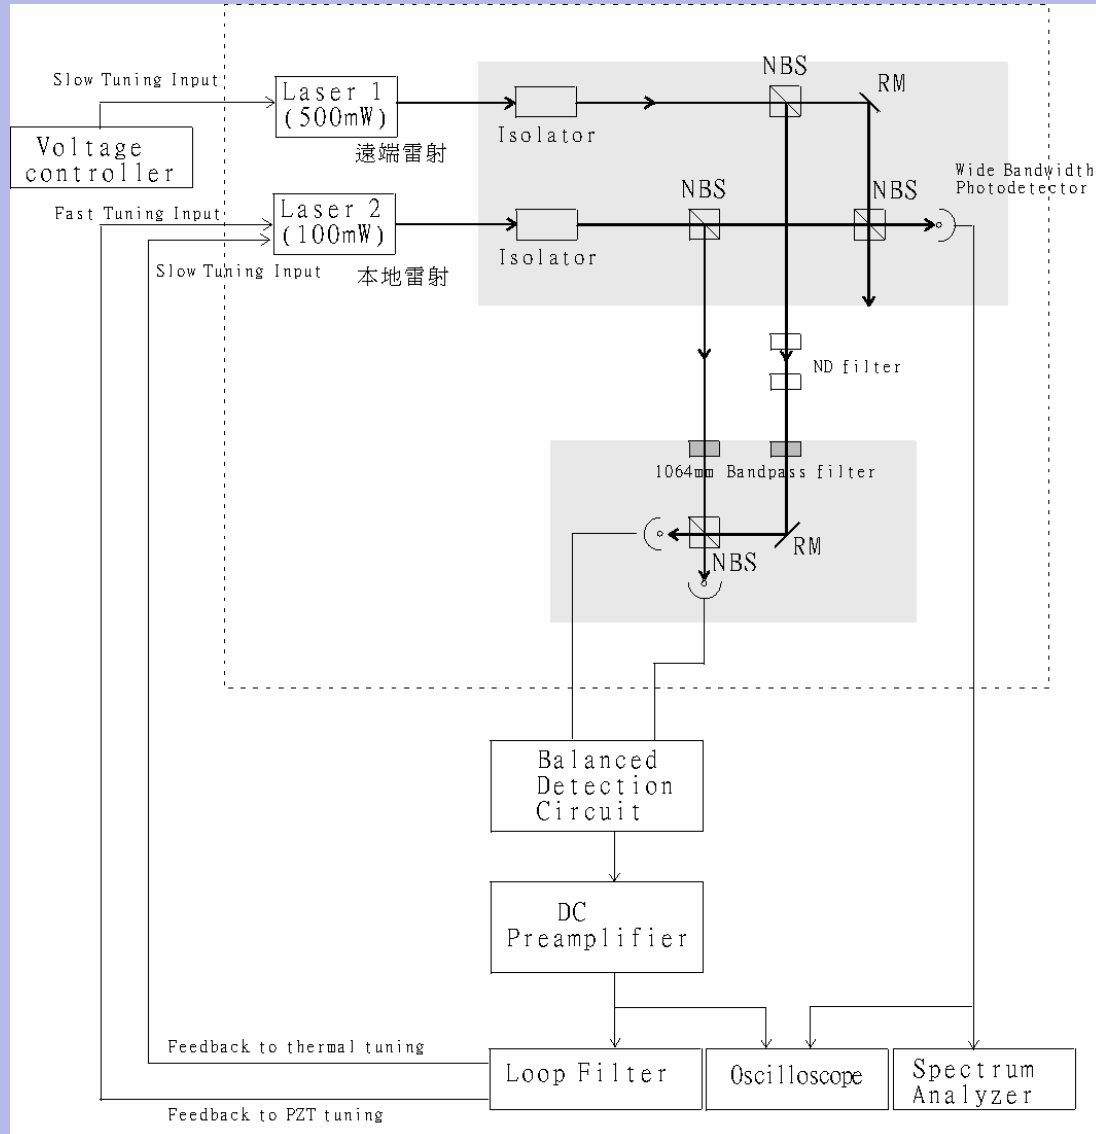 NBS
RM
Slow Tuning Input
Laser 1
(500mW)
Isolator
遠端雷射
Voltage
controller
Wide Bandwidth
Photodetector
NBS
NBS
Fast Tuning Input
Laser 2
(100mW)
Isolator
Slow Tuning Input
本地雷射
ND filter
1064mm Bandpass filter
RM
NBS
Balanced
Detection
Circuit
DC
Preamplifier
Feedback to thermal tuning
Loop Filter
Oscilloscope
Spectrum
Analyzer
Feedback to PZT tuning